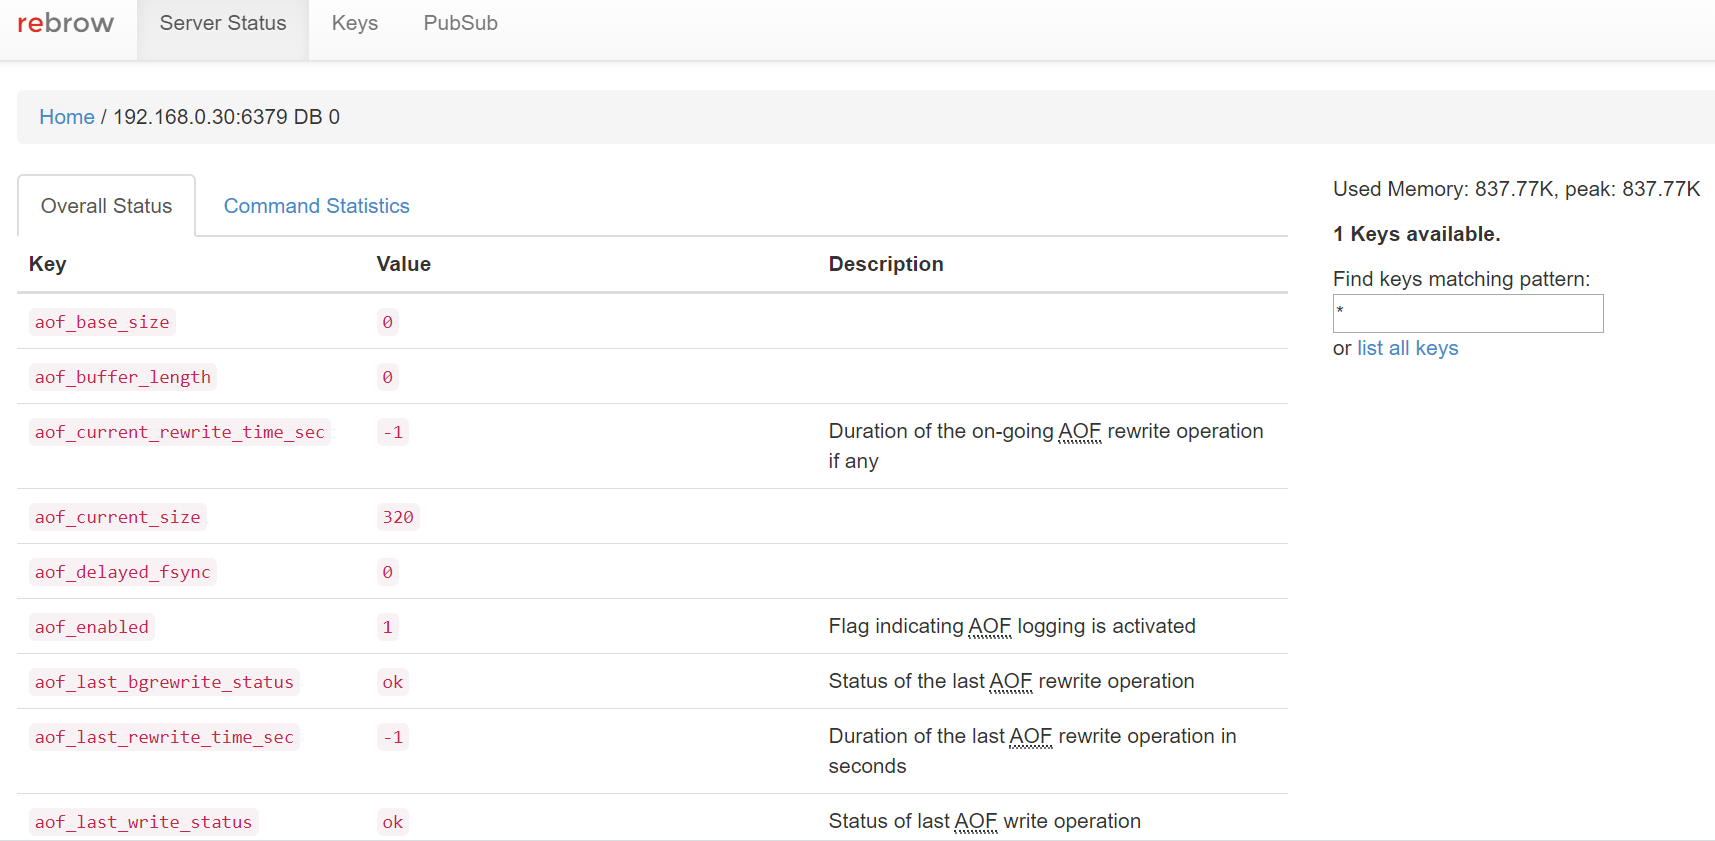 rebrow Server Status Keys PubSub
Home / 192.168.0.30:6379 DB 0
Overall Status Command Statistics
Key Value Description
aof_base_size 0
aof_buffer_length 0
aof_current_rewrite_time_sec -1 Duration of the on-going AOF rewrite operation
if any
aof_current_size 320
aof_delayed_fsync 0
aof_enabled 1 Flag indicating AOF logging is activated
aof_last_bgrewrite_status ok Status of the last AOF rewrite operation
aof_last_rewrite_time_sec -1 Duration of the last AOF rewrite operation in
seconds
aof_last_write_status ok Status of last AOF write operation
Used Memory: 837.77K, peak: 837.77K
1 Keys available.
Find keys matching pattern:
*
or list all keys